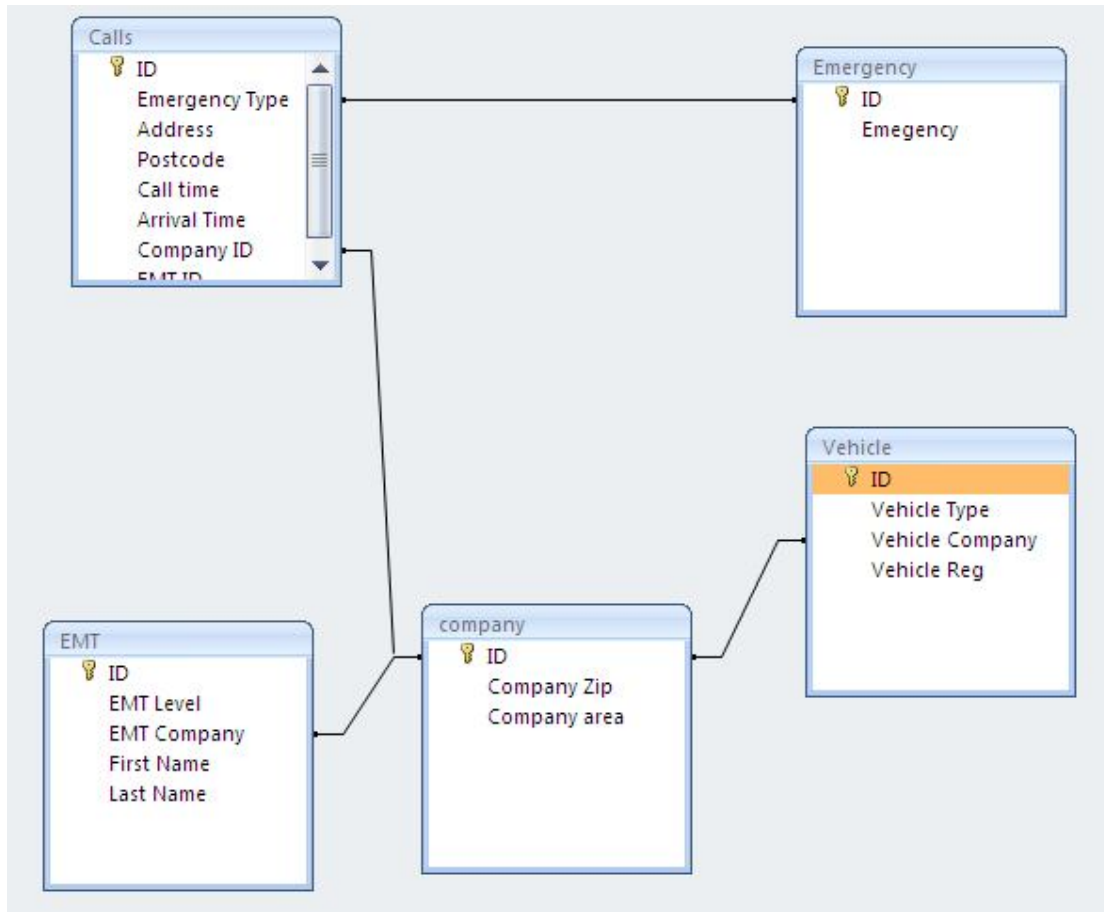 Calls
ID
Emergency Type
Address
Postcode
Call time
Arrival Time
Company ID
EMT ID
Emergency
ID
Emegency
Vehicle
ID
Vehicle Type
Vehicle Company
Vehicle Reg
EMT
ID
EMT Level
EMT Company
First Name
Last Name
company
ID
Company Zip
Company area